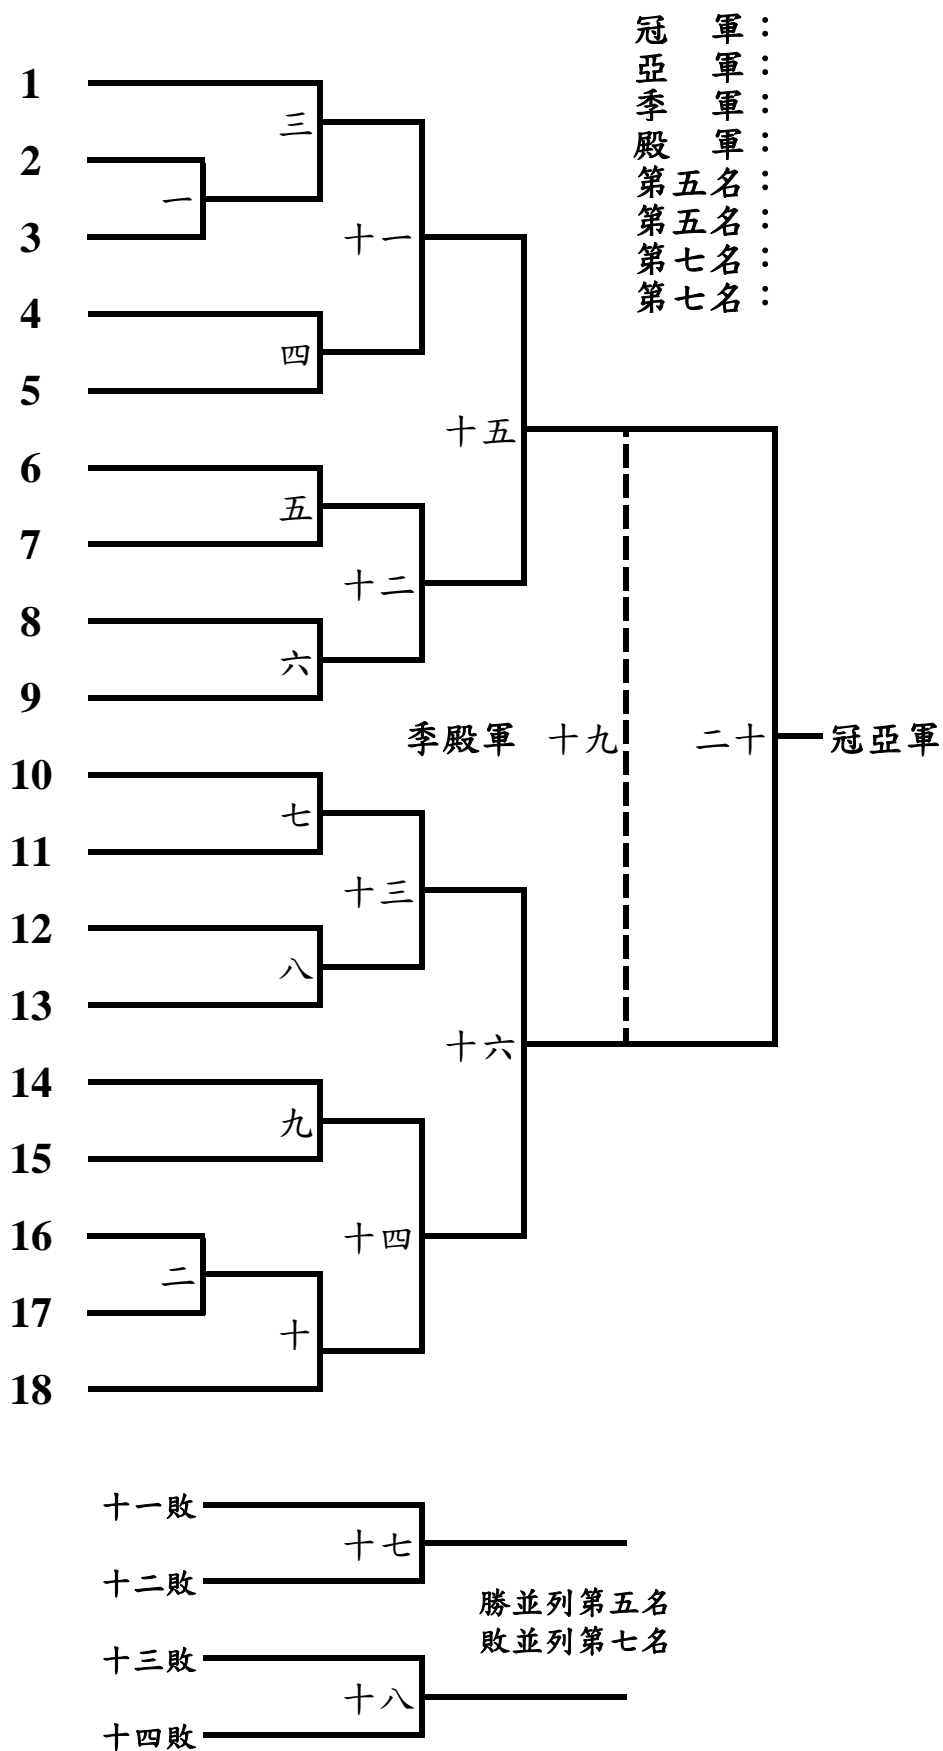 冠　軍：
亞　軍：
季　軍：
殿　軍：
第五名：
第五名：
第七名：
第七名：
1
三
2
一
3
十一
4
四
5
十五
6
五
7
十二
8
六
9
季殿軍 十九 二十 冠亞軍
10
七
11
十三
12
八
13
十六
14
九
15
16
十四
二
17
十
18
十一敗
十七
十二敗
勝並列第五名
敗並列第七名
十三敗
十八
十四敗